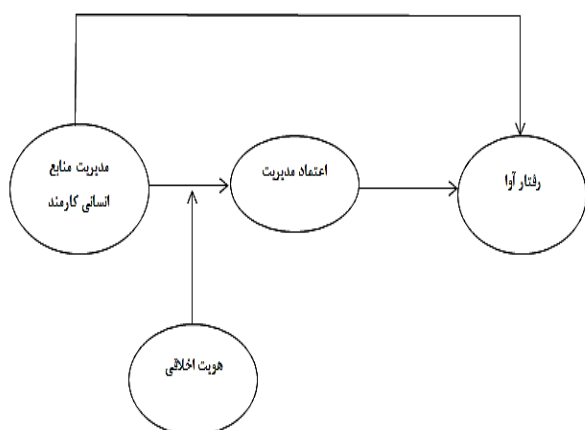 مدیریت منابع
انسانی کارمند
اعتماد مدیریت
رفتار آوا
هویت اخلاقی